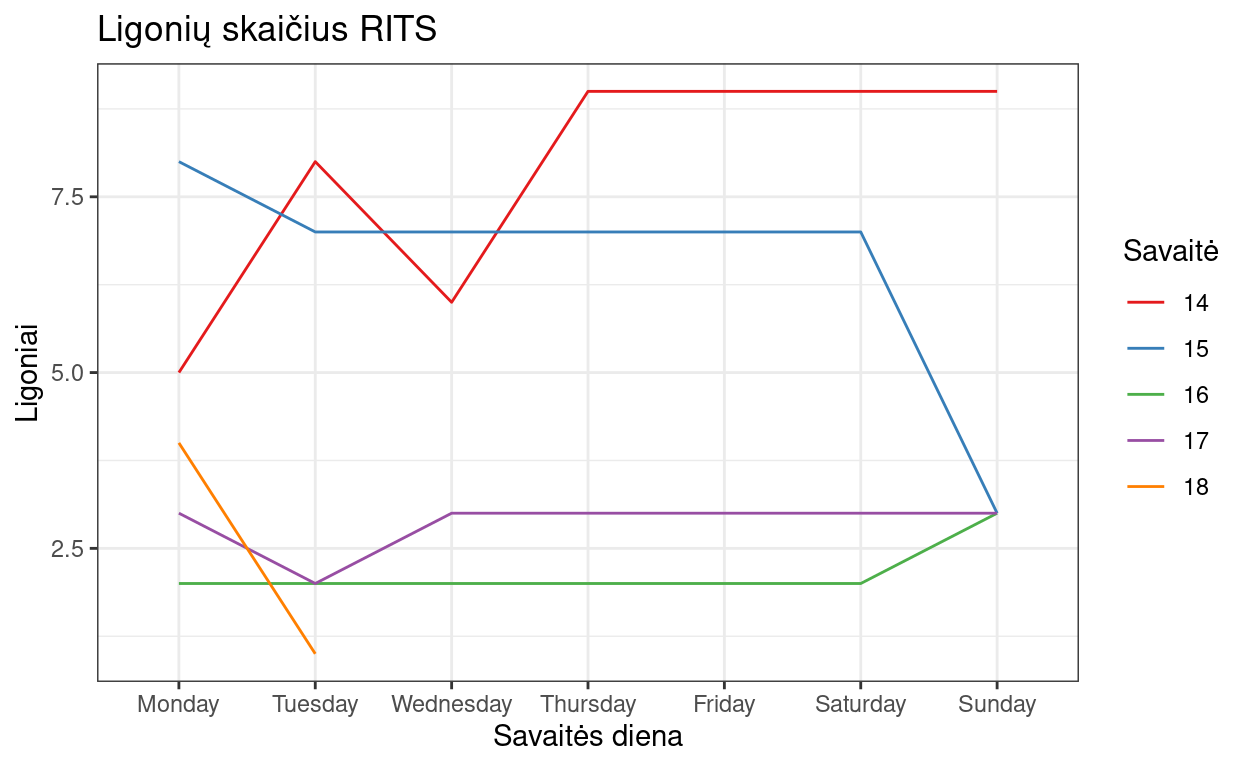 Ligonių skaičius RITS
Ligoniai
7.5
5.0
2.5
Monday Tuesday Wednesday Thursday Friday Saturday Sunday
Savaitės diena
Savaitė
14
15
16
17
18